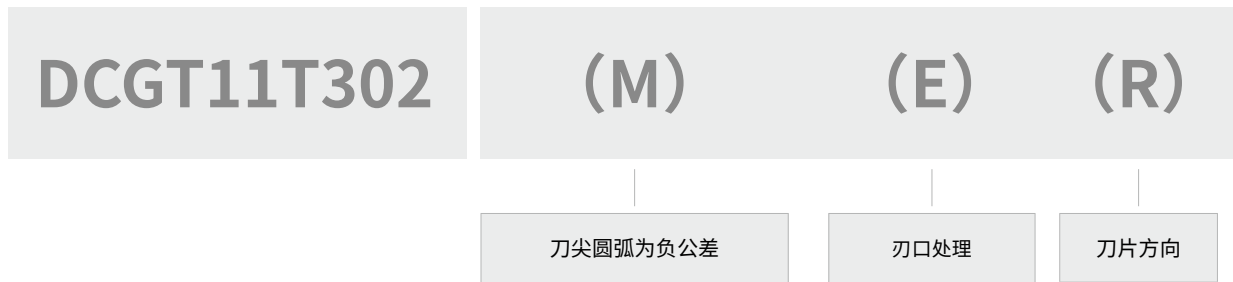 DCGT11T302 （M） （E） （R）
刀尖圆弧为负公差 刃口处理 刀片方向